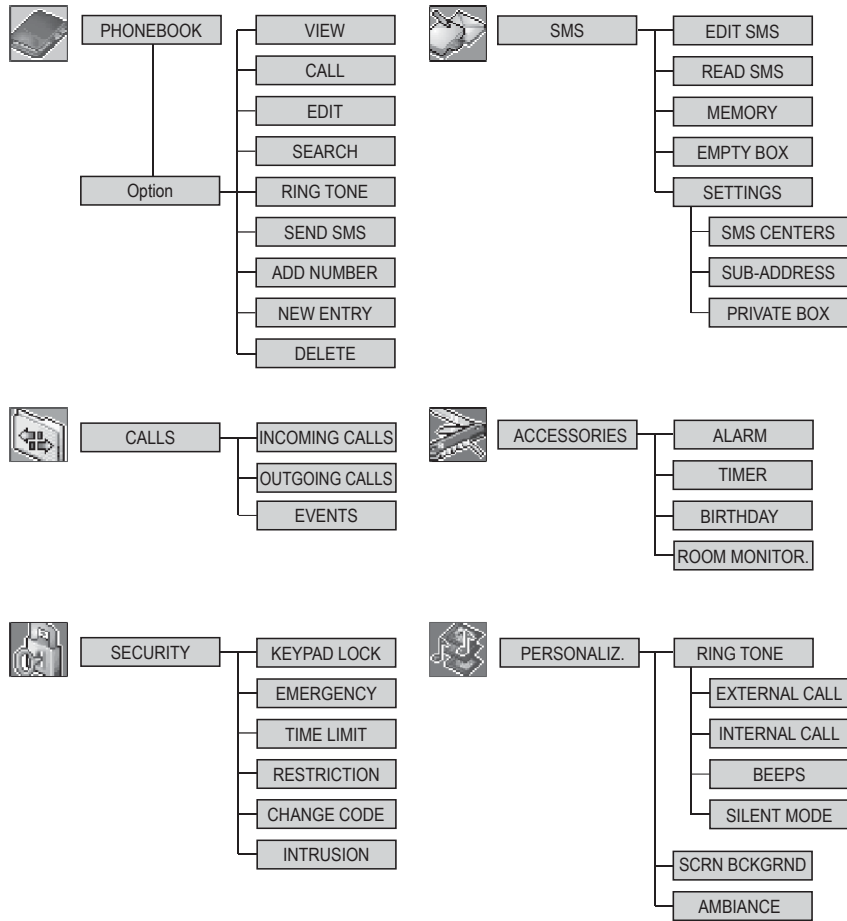 PHONEBOOK
Option
VIEW
CALL
EDIT
SEARCH
RING TONE
SEND SMS
ADD NUMBER
NEW ENTRY
DELETE
SMS
EDIT SMS
READ SMS
MEMORY
EMPTY BOX
SETTINGS
SMS CENTERS
SUB-ADDRESS
PRIVATE BOX
CALLS
INCOMING CALLS
OUTGOING CALLS
EVENTS
ACCESSORIES
ALARM
TIMER
BIRTHDAY
ROOM MONITOR.
SECURITY
KEYPAD LOCK
EMERGENCY
TIME LIMIT
RESTRICTION
CHANGE CODE
INTRUSION
PERSONALIZ.
RING TONE
EXTERNAL CALL
INTERNAL CALL
BEEPS
SILENT MODE
SCRN BCKGRND
AMBIANCE